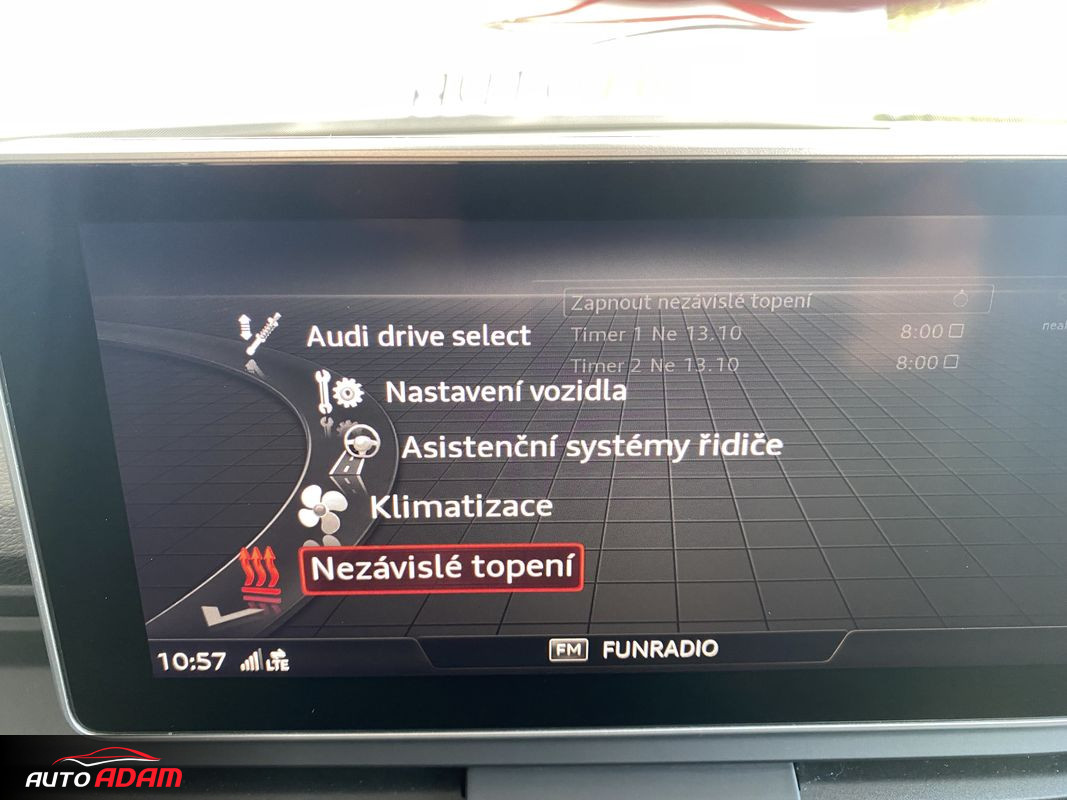 Zapnout nezávislé topení
Audi drive select
Timer 1 Ne 13.10 8:00
Timer 2 Ne 13.10 8:00
Nastavení vozidla
Asistenční systémy řidiče
Klimatizace
Nezávislé topení
10:57 LTE FM FUNRADIO
AUTO ADAM